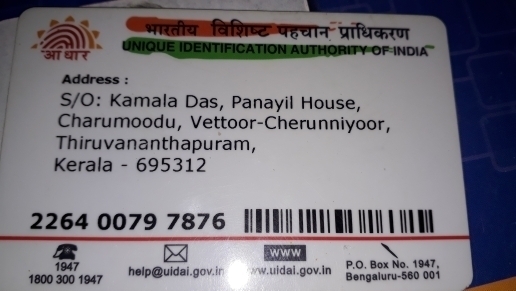 भारतीय विशिष्ट पहचान प्राधिकरण
UNIQUE IDENTIFICATION AUTHORITY OF INDIA
आधार
Address :
S/O: Kamala Das, Panayil House,
Charumoodu, Vettoor-Cherunniyoor,
Thiruvananthapuram,
Kerala - 695312
2264 0079 7876
1947
1800 300 1947
help@uidai.gov.in
www
www.uidai.gov.in
P.O. Box No. 1947,
Bengaluru-560 001